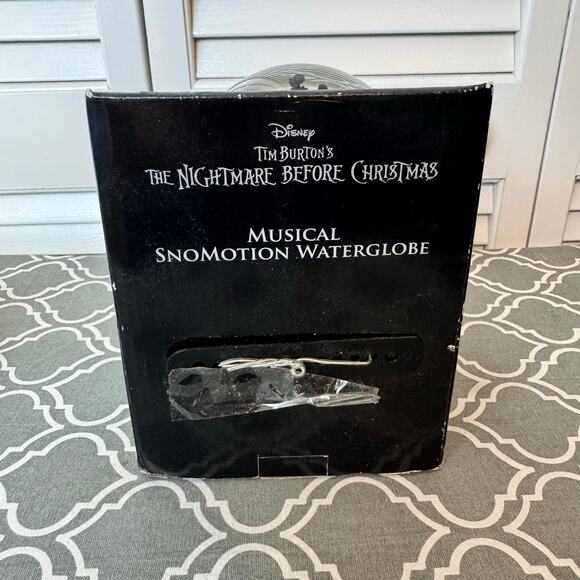 Disney
Tim Burton's
The Nightmare Before Christmas
Musical
SnoMotion Waterglobe